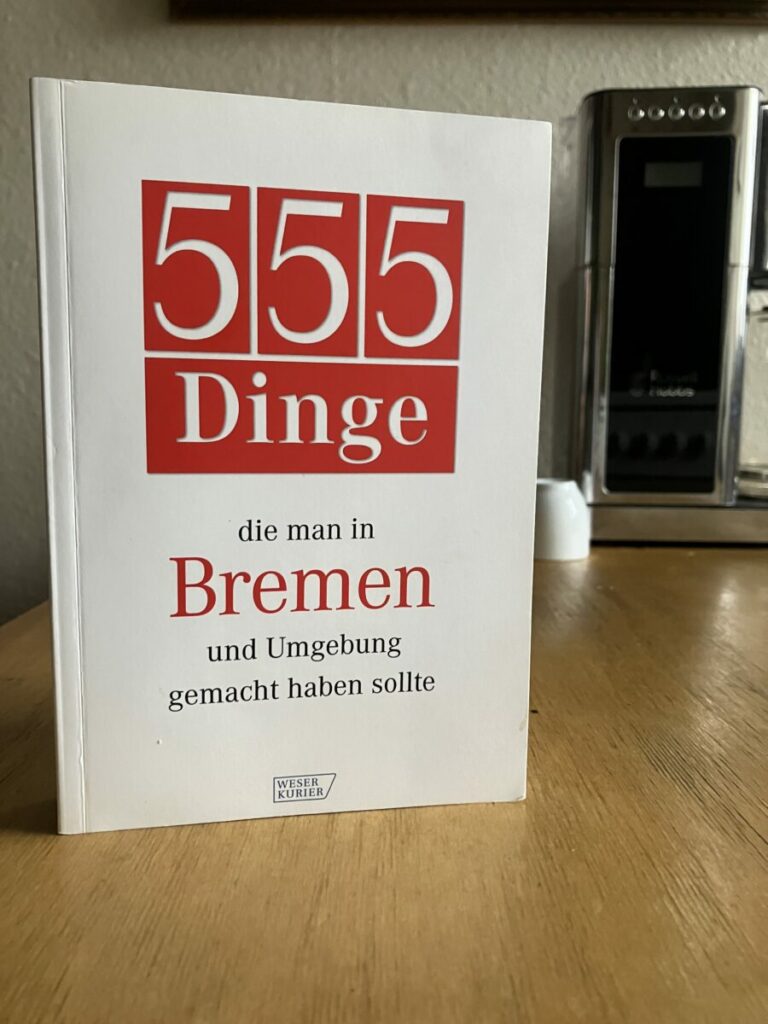 555
Dinge
die man in
Bremen
und Umgebung
gemacht haben sollte
WESER
KURIER